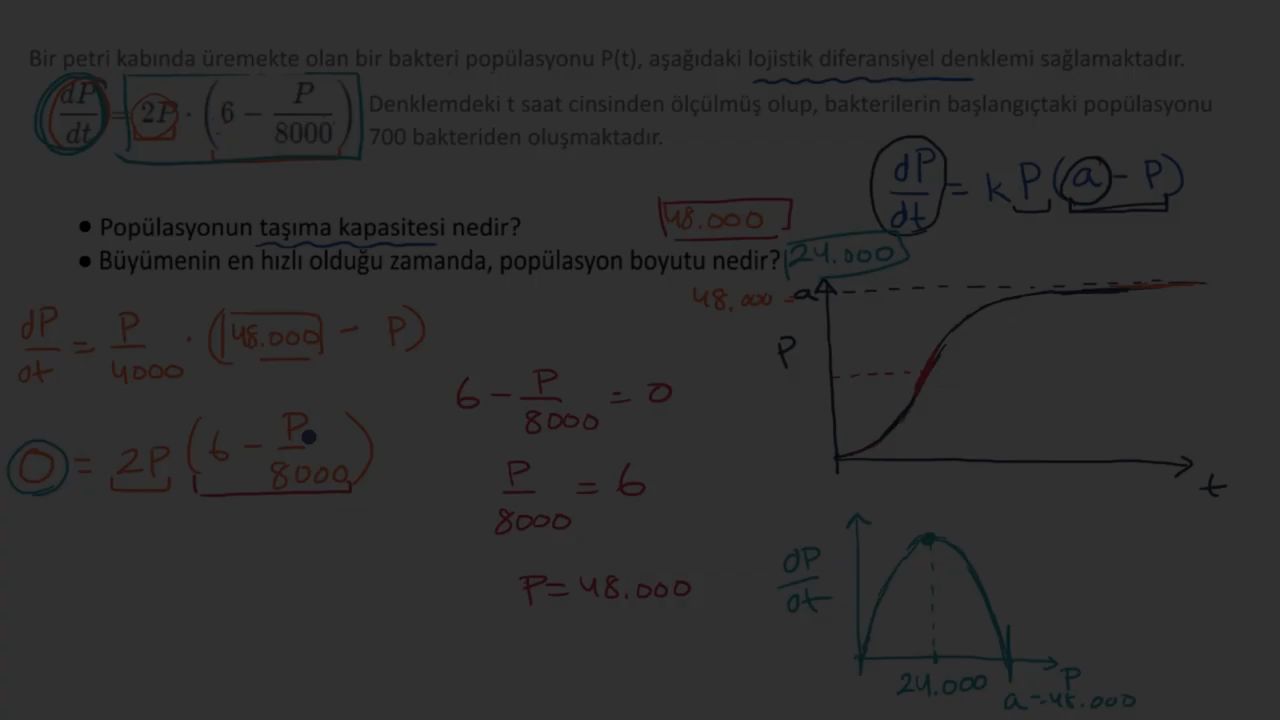 Bir petri kabında üremekte olan bir bakteri popülasyonu P(t), aşağıdaki lojistik diferansiyel denklemi sağlamaktadır.
dP/dt = 2P · (6 − P/8000) Denklemdeki t saat cinsinden ölçülmüş olup, bakterilerin başlangıçtaki popülasyonu
700 bakteriden oluşmaktadır.
dP/dt = k P (a − P)
● Popülasyonun taşıma kapasitesi nedir? 48.000
● Büyümenin en hızlı olduğu zamanda, popülasyon boyutu nedir? 24.000
48.000 = a
dP/dt = P/4000 · (48.000 − P)
P
6 − P/8000 = 0
0 = 2P (6 − P/8000)
P/8000 = 6
t
P = 48.000
dP/dt
24.000
P
a = 48.000